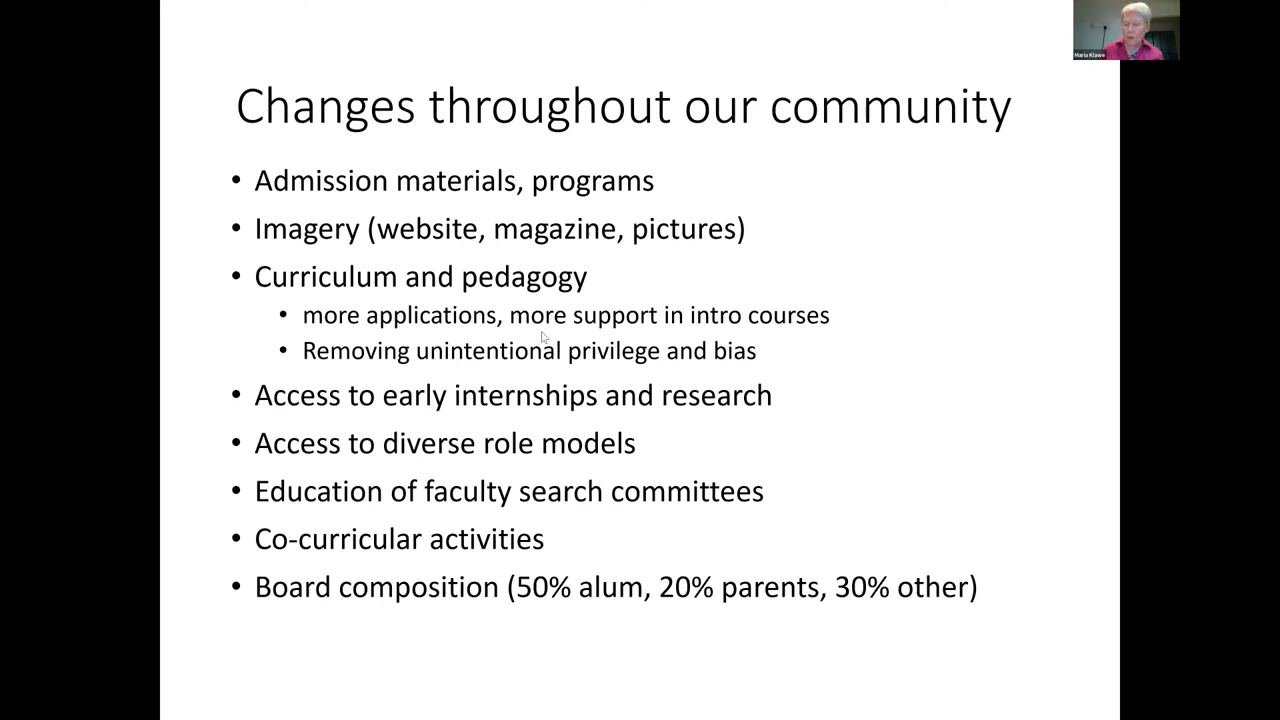 Maria Klawe
Changes throughout our community
• Admission materials, programs
• Imagery (website, magazine, pictures)
• Curriculum and pedagogy
• more applications, more support in intro courses
• Removing unintentional privilege and bias
• Access to early internships and research
• Access to diverse role models
• Education of faculty search committees
• Co-curricular activities
• Board composition (50% alum, 20% parents, 30% other)